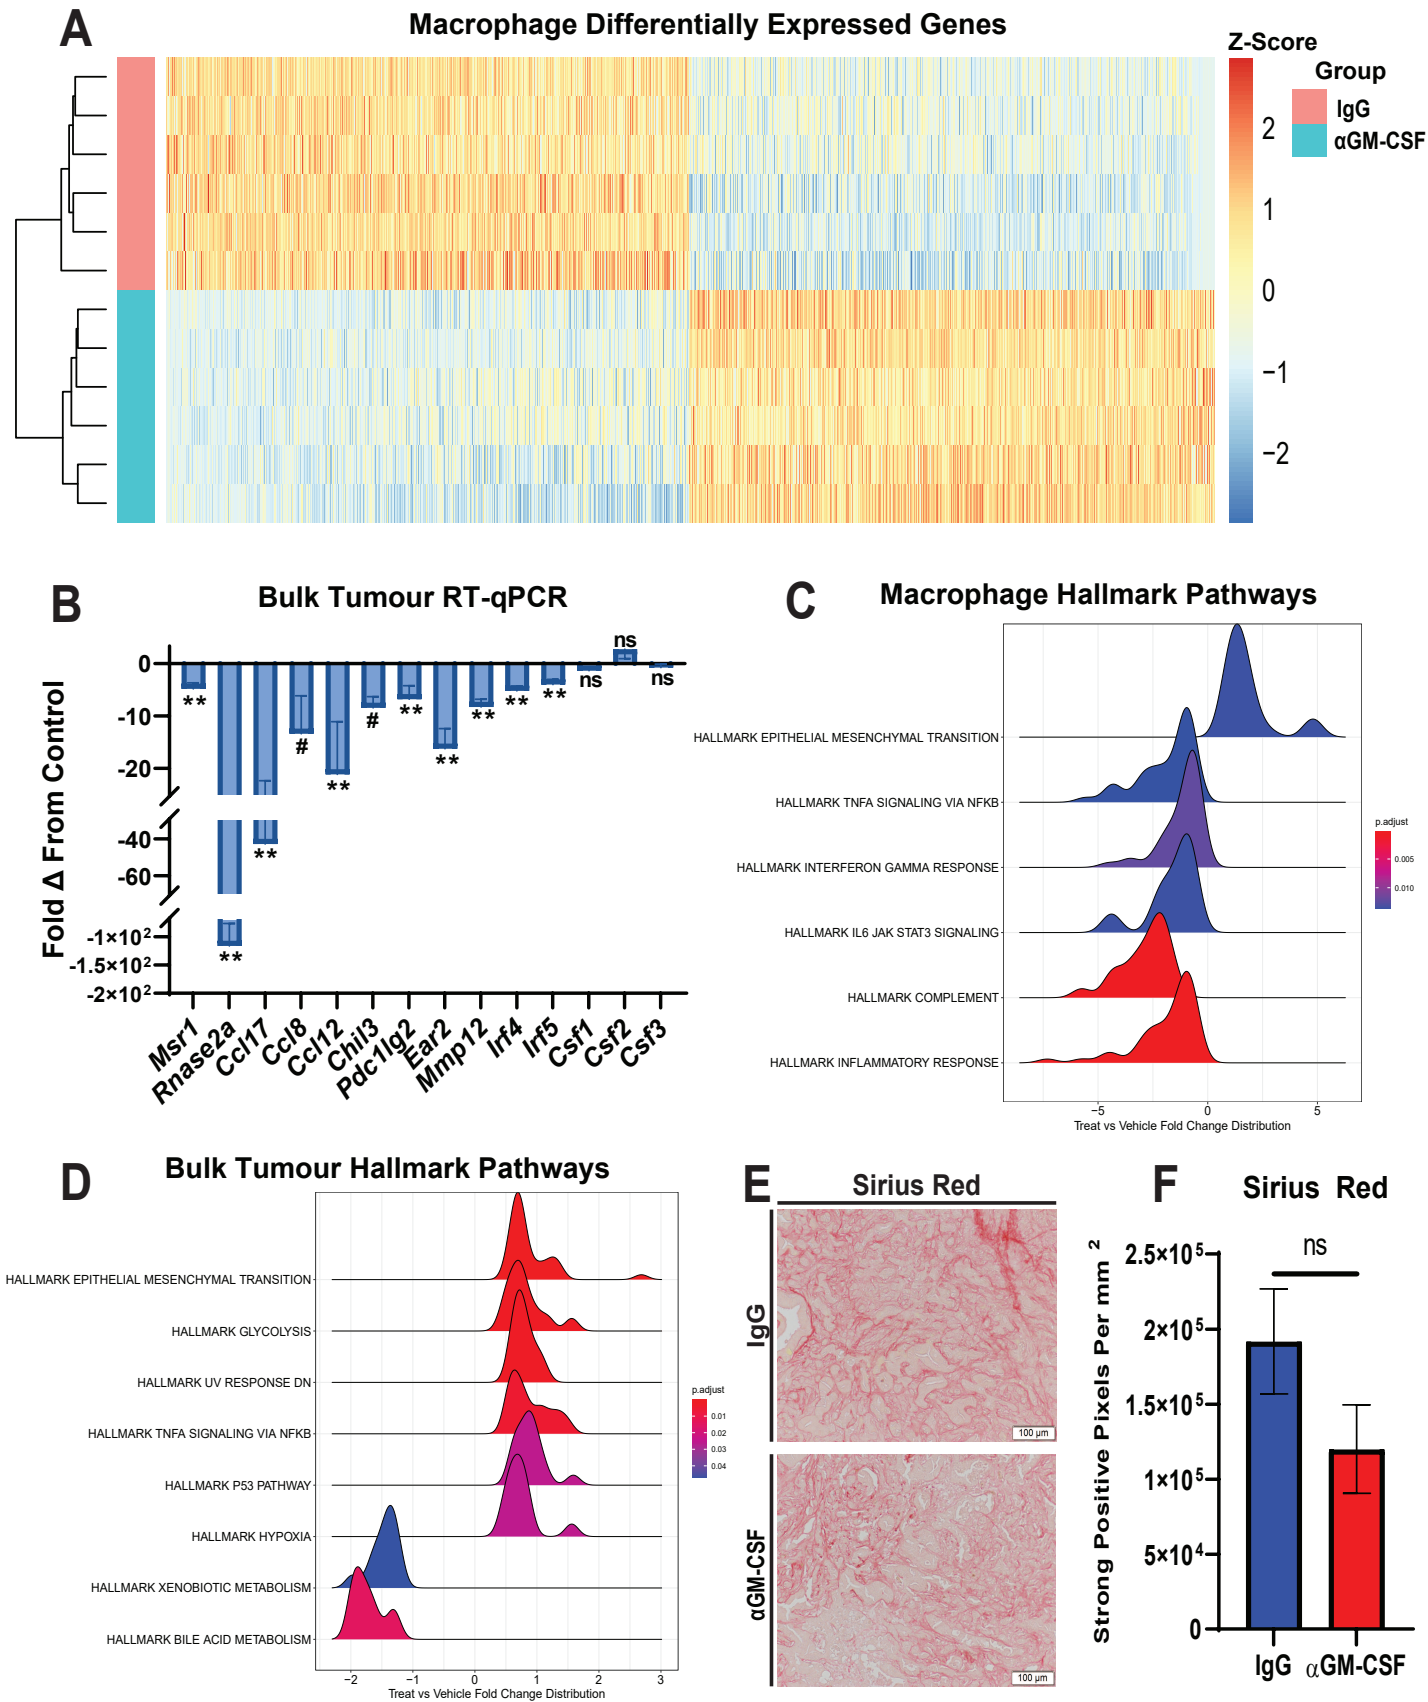 A
Macrophage Differentially Expressed Genes
Z-Score
2
1
0
−1
−2
Group
IgG
αGM-CSF
B
Bulk Tumour RT-qPCR
Fold Δ From Control
0
-10
-20
-40
-60
-1×10²
-1.5×10²
-2×10²
**
**
**
#
**
#
**
**
**
**
**
ns
ns
ns
Msr1
Rnase2a
Ccl17
Ccl8
Ccl12
Chil3
Pdc1lg2
Ear2
Mmp12
Irf4
Irf5
Csf1
Csf2
Csf3
C
Macrophage Hallmark Pathways
HALLMARK EPITHELIAL MESENCHYMAL TRANSITION
HALLMARK TNFA SIGNALING VIA NFKB
HALLMARK INTERFERON GAMMA RESPONSE
HALLMARK IL6 JAK STAT3 SIGNALING
HALLMARK COMPLEMENT
HALLMARK INFLAMMATORY RESPONSE
−5
0
5
Treat vs Vehicle Fold Change Distribution
p.adjust
0.005
0.010
D
Bulk Tumour Hallmark Pathways
HALLMARK EPITHELIAL MESENCHYMAL TRANSITION
HALLMARK GLYCOLYSIS
HALLMARK UV RESPONSE DN
HALLMARK TNFA SIGNALING VIA NFKB
HALLMARK P53 PATHWAY
HALLMARK HYPOXIA
HALLMARK XENOBIOTIC METABOLISM
HALLMARK BILE ACID METABOLISM
−2
−1
0
1
2
3
Treat vs Vehicle Fold Change Distribution
p.adjust
0.01
0.02
0.03
0.04
E
Sirius Red
IgG
100 µm
αGM-CSF
100 µm
F
Sirius Red
Strong Positive Pixels Per mm ²
2.5×10⁵
2×10⁵
1.5×10⁵
1×10⁵
5×10⁴
0
ns
IgG
αGM-CSF